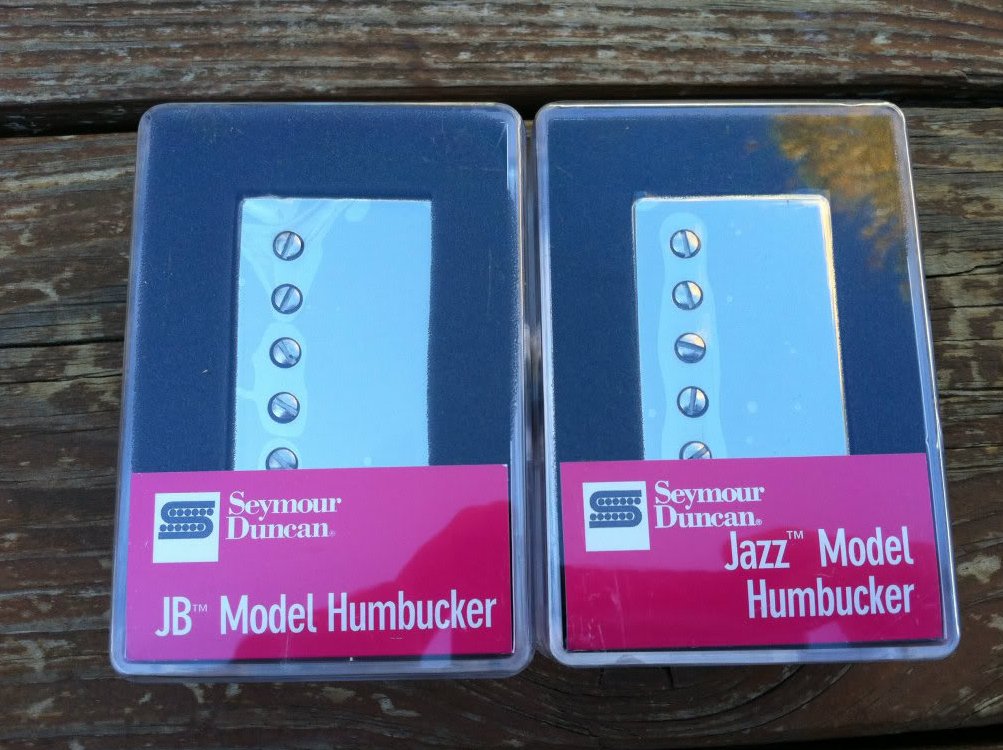 Seymour
Duncan®
JB™ Model Humbucker
Seymour
Duncan®
Jazz™ Model
Humbucker